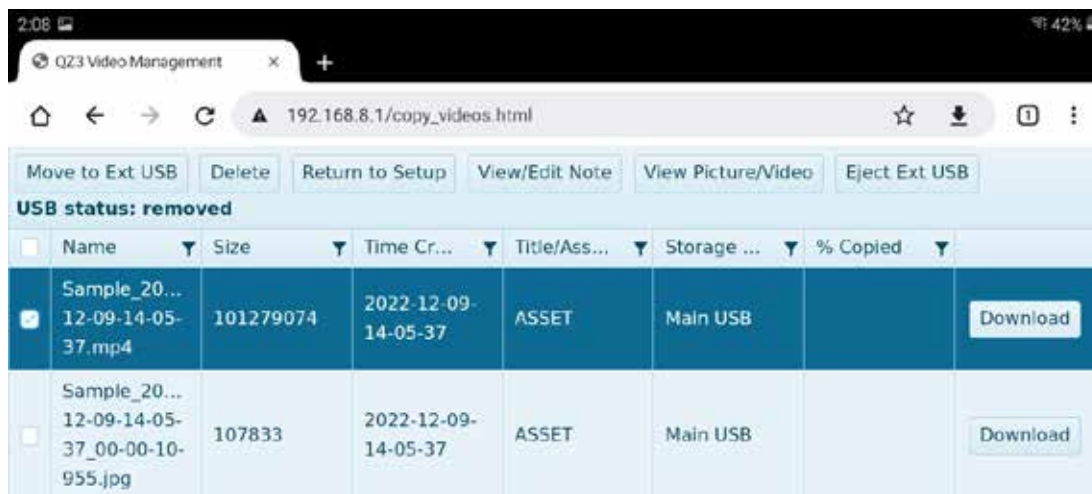 2:08
42%
QZ3 Video Management × +
192.168.8.1/copy_videos.html
1
Move to Ext USB Delete Return to Setup View/Edit Note View Picture/Video Eject Ext USB
USB status: removed
Name Size Time Cr... Title/Ass... Storage ... % Copied
Sample_20...
12-09-14-05-
37.mp4
101279074
2022-12-09-
14-05-37
ASSET
Main USB
Download
Sample_20...
12-09-14-05-
37_00-00-10-
955.jpg
107833
2022-12-09-
14-05-37
ASSET
Main USB
Download